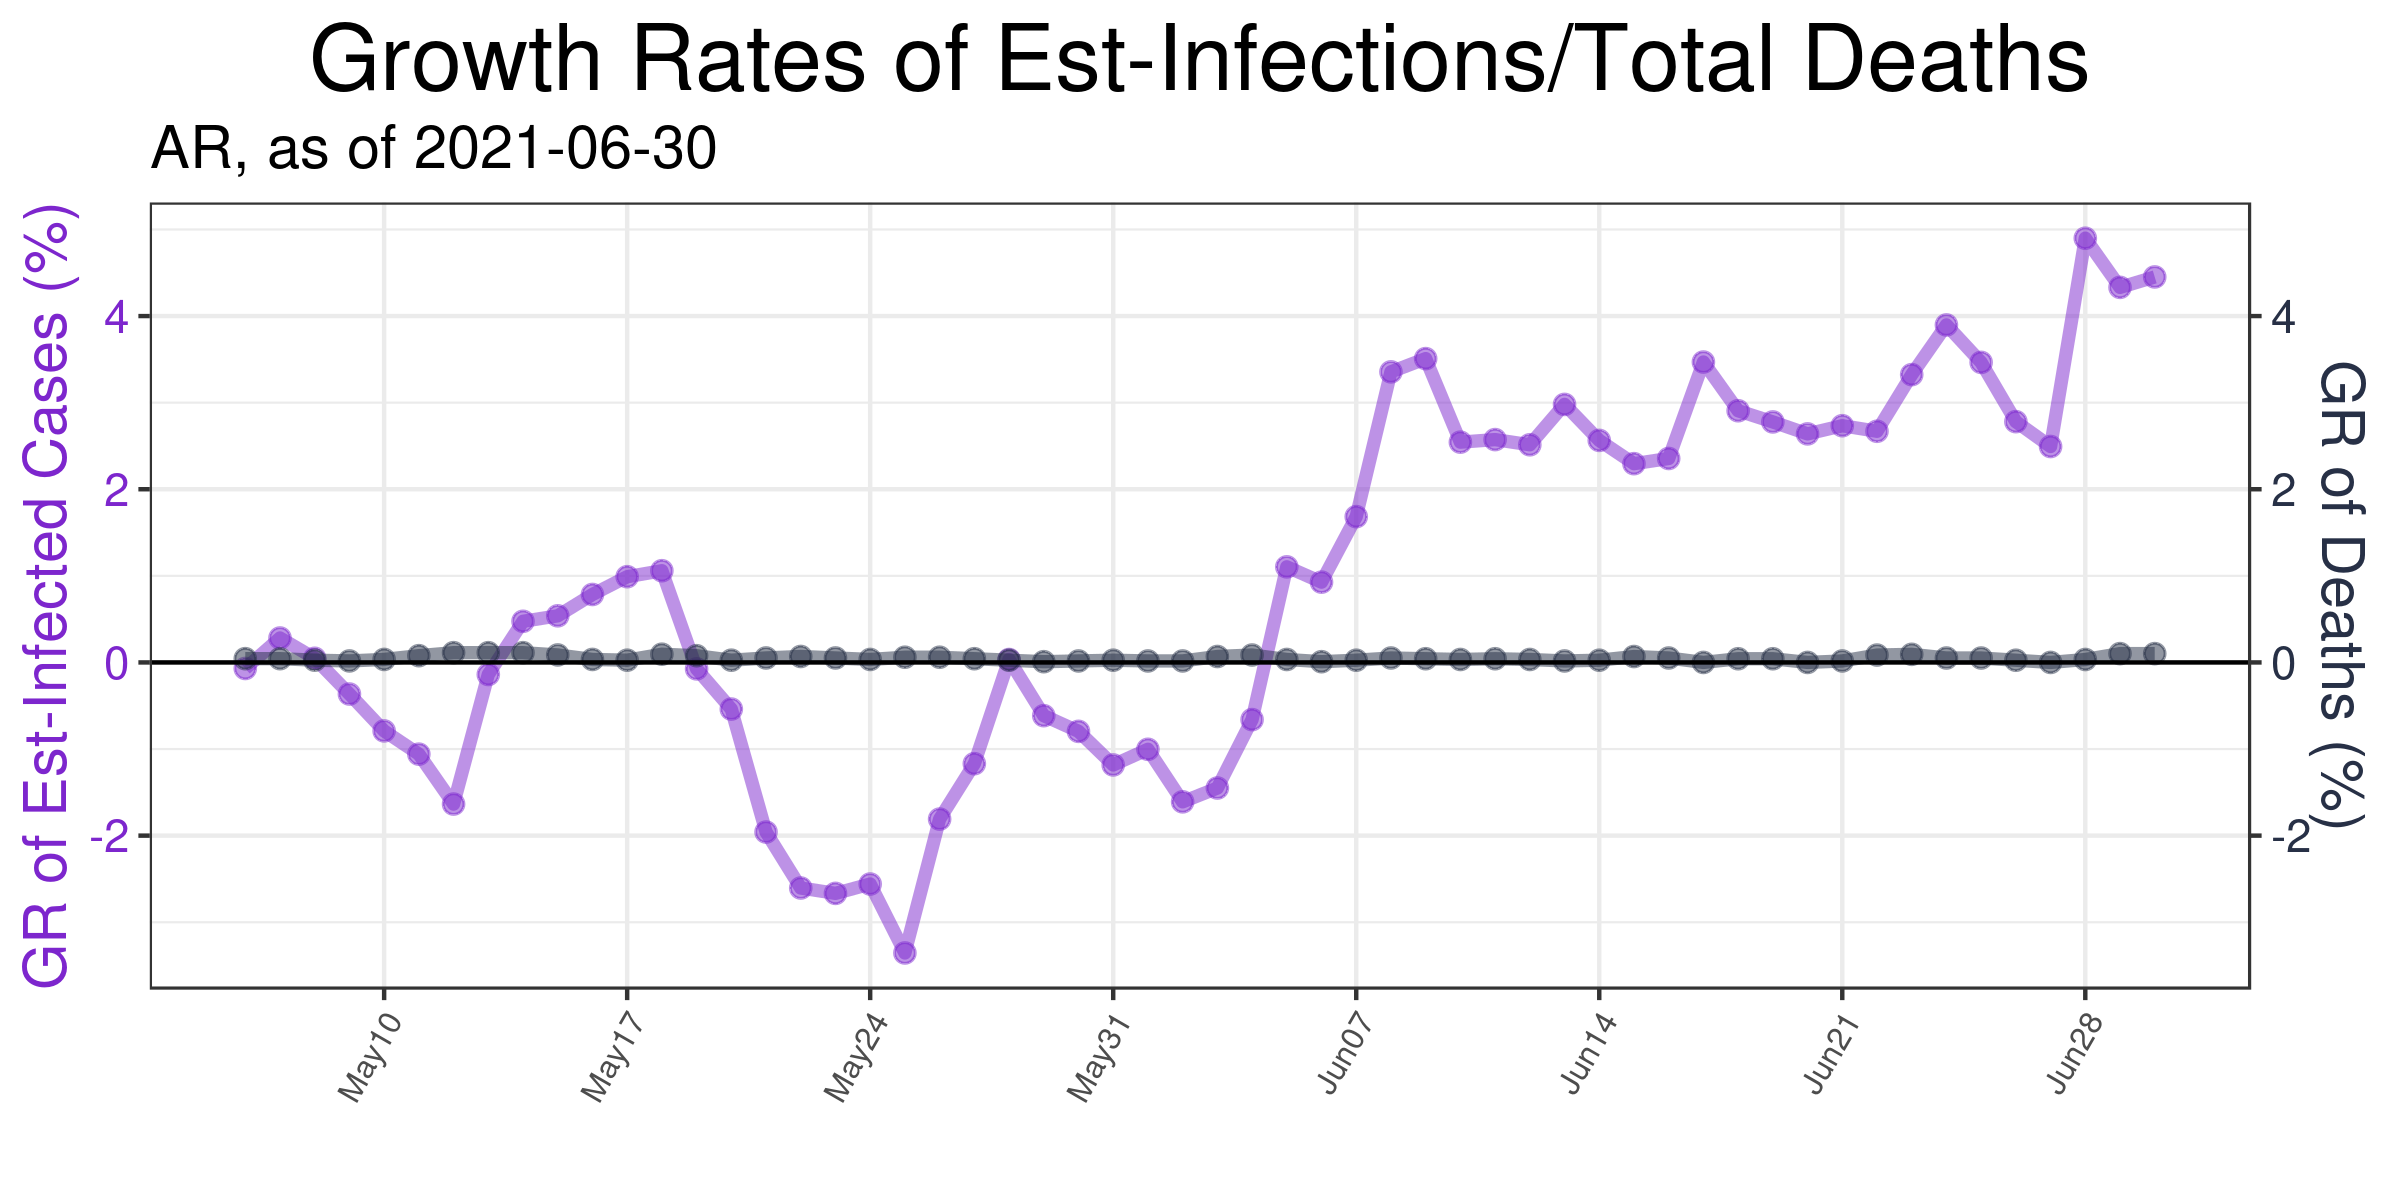 Growth Rates of Est-Infections/Total Deaths
AR, as of 2021-06-30
GR of Est-Infected Cases (%)
4
2
0
-2
4
2
0
-2
GR of Deaths (%)
May10
May17
May24
May31
Jun07
Jun14
Jun21
Jun28